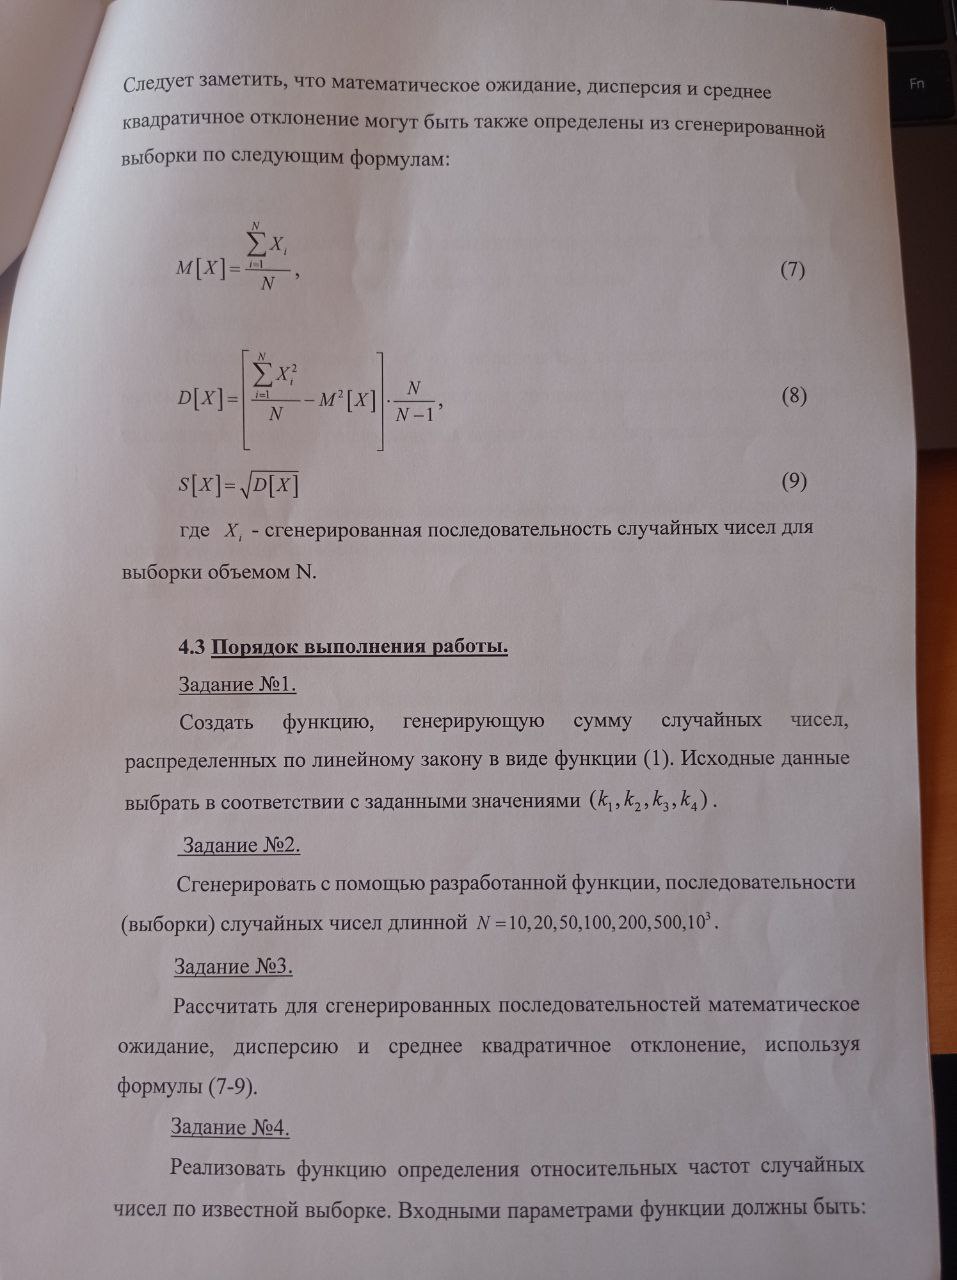 Fn
Следует заметить, что математическое ожидание, дисперсия и среднее
квадратичное отклонение могут быть также определены из сгенерированной
выборки по следующим формулам:
M[X] = \frac{\sum_{i=1}^{N} X_i}{N}, (7)
D[X] = \left[ \frac{\sum_{i=1}^{N} X_i^2}{N} - M^2[X] \right] \cdot \frac{N}{N-1}, (8)
S[X] = \sqrt{D[X]} (9)
где X_i - сгенерированная последовательность случайных чисел для
выборки объемом N.
4.3 Порядок выполнения работы.
Задание №1.
Создать функцию, генерирующую сумму случайных чисел,
распределенных по линейному закону в виде функции (1). Исходные данные
выбрать в соответствии с заданными значениями (k₁, k₂, k₃, k₄).
Задание №2.
Сгенерировать с помощью разработанной функции, последовательности
(выборки) случайных чисел длинной N = 10, 20, 50, 100, 200, 500, 10³.
Задание №3.
Рассчитать для сгенерированных последовательностей математическое
ожидание, дисперсию и среднее квадратичное отклонение, используя
формулы (7-9).
Задание №4.
Реализовать функцию определения относительных частот случайных
чисел по известной выборке. Входными параметрами функции должны быть: